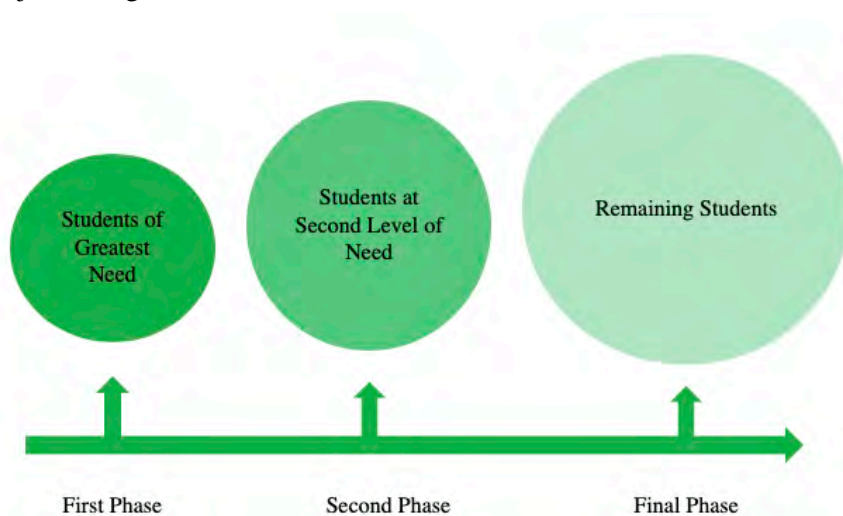 Students of
Greatest
Need
Students at
Second Level of
Need
Remaining Students
First Phase
Second Phase
Final Phase